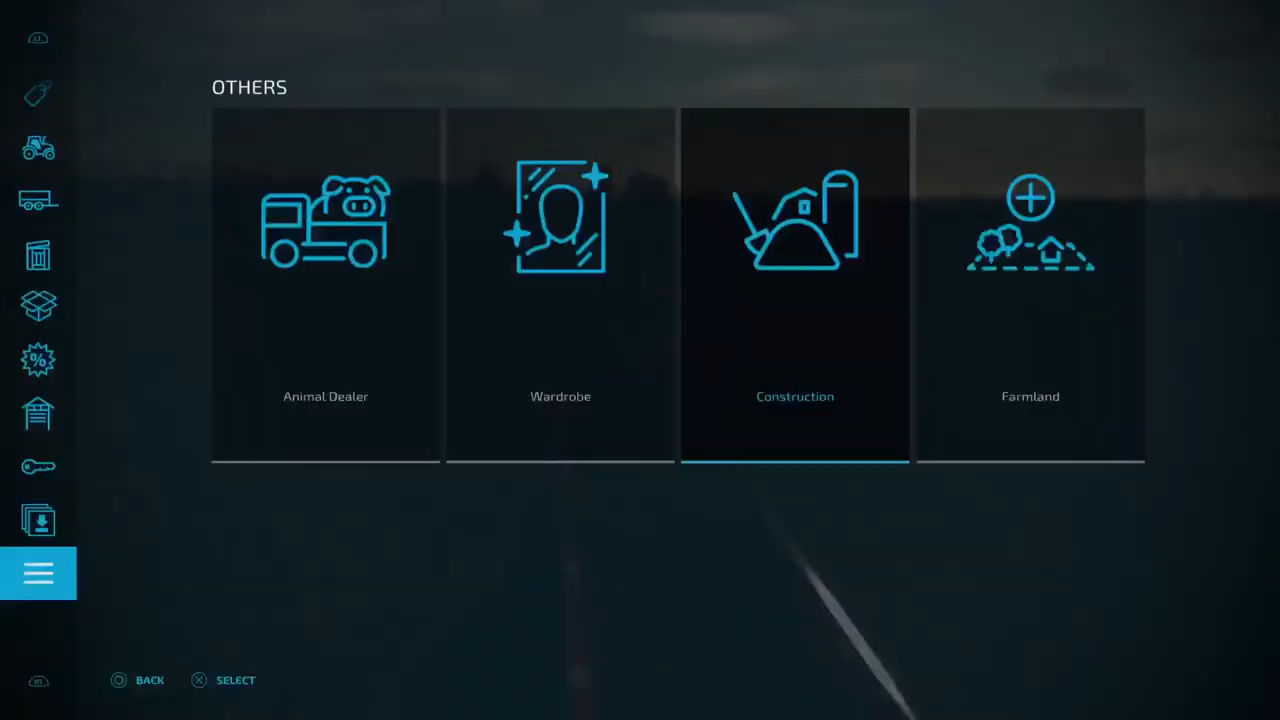 OTHERS
Animal Dealer
Wardrobe
Construction
Farmland
BACK
SELECT